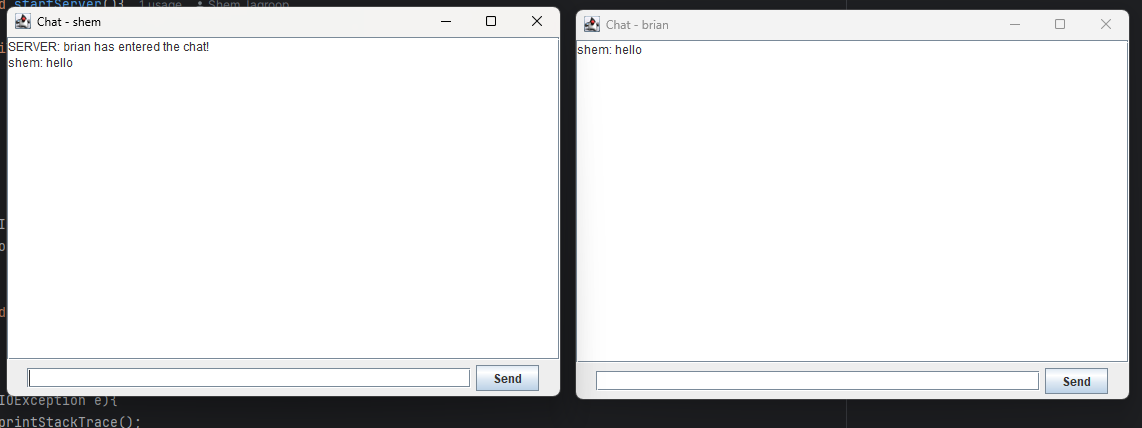 d startServer(){ 1 usage Shem Jagroop
Chat - shem
SERVER: brian has entered the chat!
shem: hello
Send
Chat - brian
shem: hello
Send
IOException e){
printStackTrace();